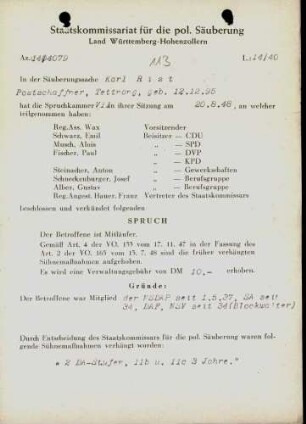 Staatskommissariat für die pol. Säuberung
Land Württemberg-Hohenzollern
113
In der Säuberungssache Karl Rist
Postschaffner, Tettnang, geb. 12.12.95
hat die Spruchkammer in ihrer Sitzung am 20.8.48, an welcher
teilgenommen haben:
Reg.Ass. Wax Vorsitzender
Schwarz, Emil Beisitzer — CDU
Musch, Alois „ — SPD
Fischer, Paul „ — DVP
„ — KPD
Steinacher, Anton „ — Gewerkschaften
Schneckenburger, Josef „ — Berufsgruppe
Alber, Gustav „ — Berufsgruppe
Reg.Angest. Hauer, Franz Vertreter des Staatskommissars
beschlossen und verkündet folgenden
SPRUCH
Der Betroffene ist Mitläufer.
Gemäß Art. 4 der VO. 133 vom 17. 11. 47 in der Fassung des
Art. 2 der VO. 165 vom 13. 7. 48 sind die früher verhängten
Sühnemaßnahmen aufgehoben.
Es wird eine Verwaltungsgebühr von DM 10.- erhoben.
Gründe:
Der Betroffene war Mitglied der NSDAP seit 1.5.37, SA seit
34, DAF, NSV seit 34(Blockwalter)
Durch Entscheidung des Staatskommissars für die pol. Säuberung waren fol-
gende Sühnemaßnahmen verhängt worden:
" 2 DA-Stufen, 11b u. 11c 3 Jahre."